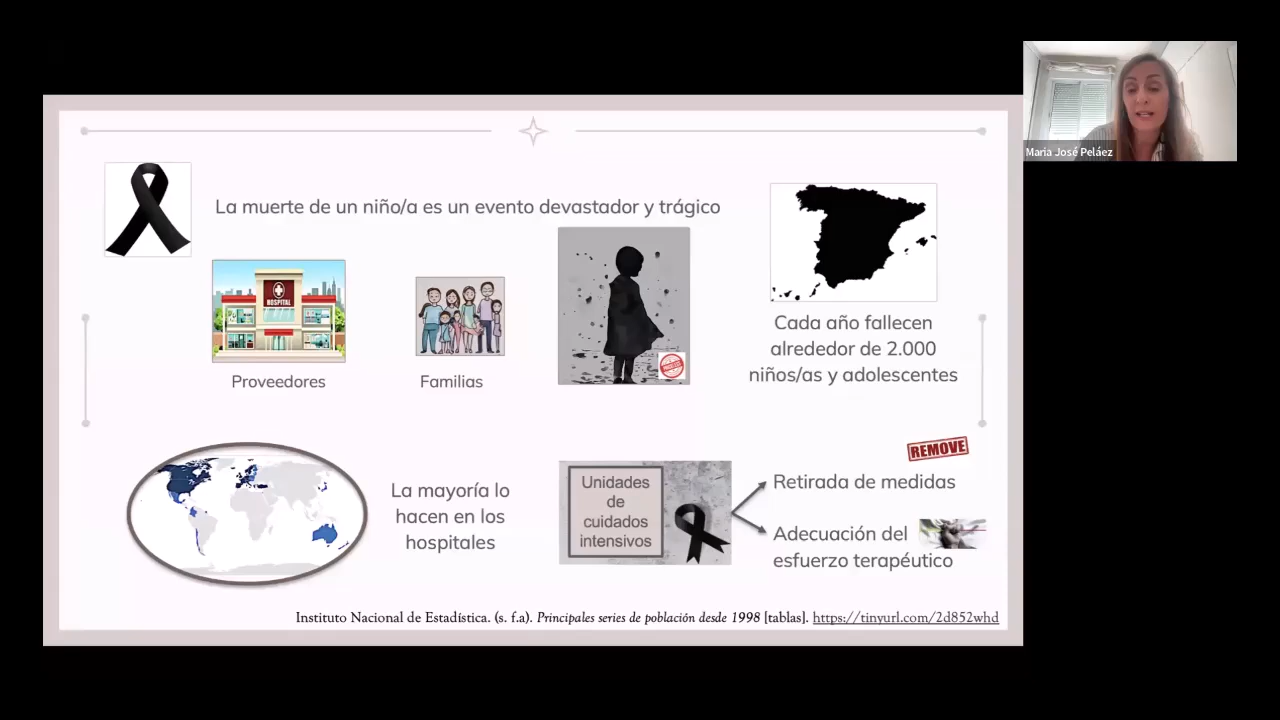 Maria José Peláez
La muerte de un niño/a es un evento devastador y trágico
HOSPITAL
Proveedores
Familias
Cada año fallecen
alrededor de 2.000
niños/as y adolescentes
La mayoría lo
hacen en los
hospitales
Unidades
de
cuidados
intensivos
REMOVE
Retirada de medidas
Adecuación del
esfuerzo terapéutico
Instituto Nacional de Estadística. (s. f.a). Principales series de población desde 1998 [tablas]. https://tinyurl.com/2d852whd